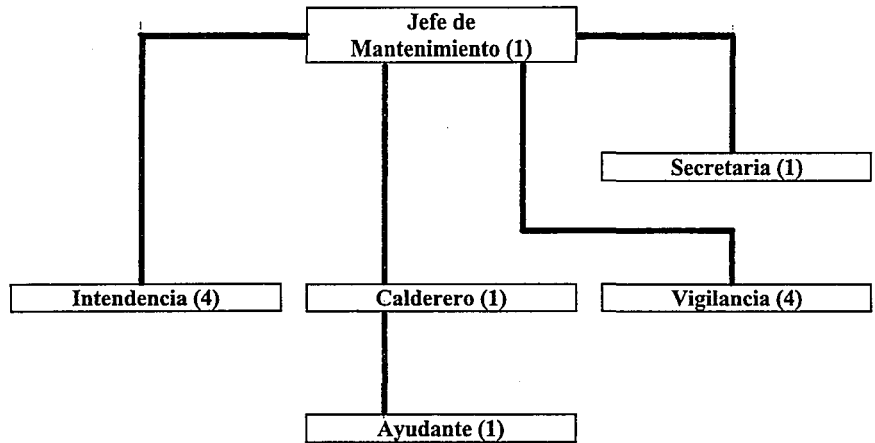 Jefe de
Mantenimiento (1)
Secretaria (1)
Intendencia (4)
Calderero (1)
Vigilancia (4)
Ayudante (1)